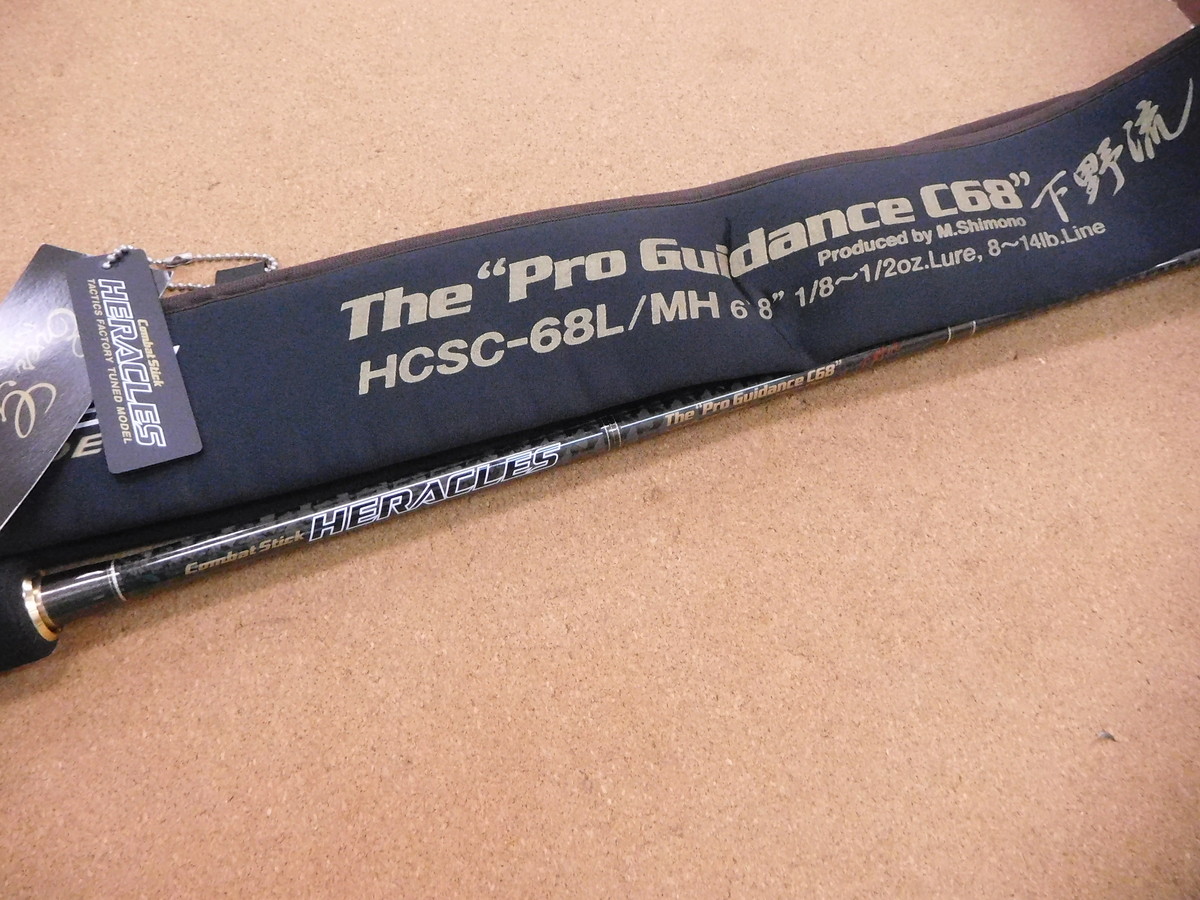 The “Pro Guidance C68”
下野流
Produced by M.Shimono
HCSC-68L/MH 6'8” 1/8〜1/2oz.Lure, 8〜14lb.Line
Combat Stick
HERACLES
TACTICS FACTORY TUNED MODEL
Combat Stick HERACLES
The "Pro Guidance C68"